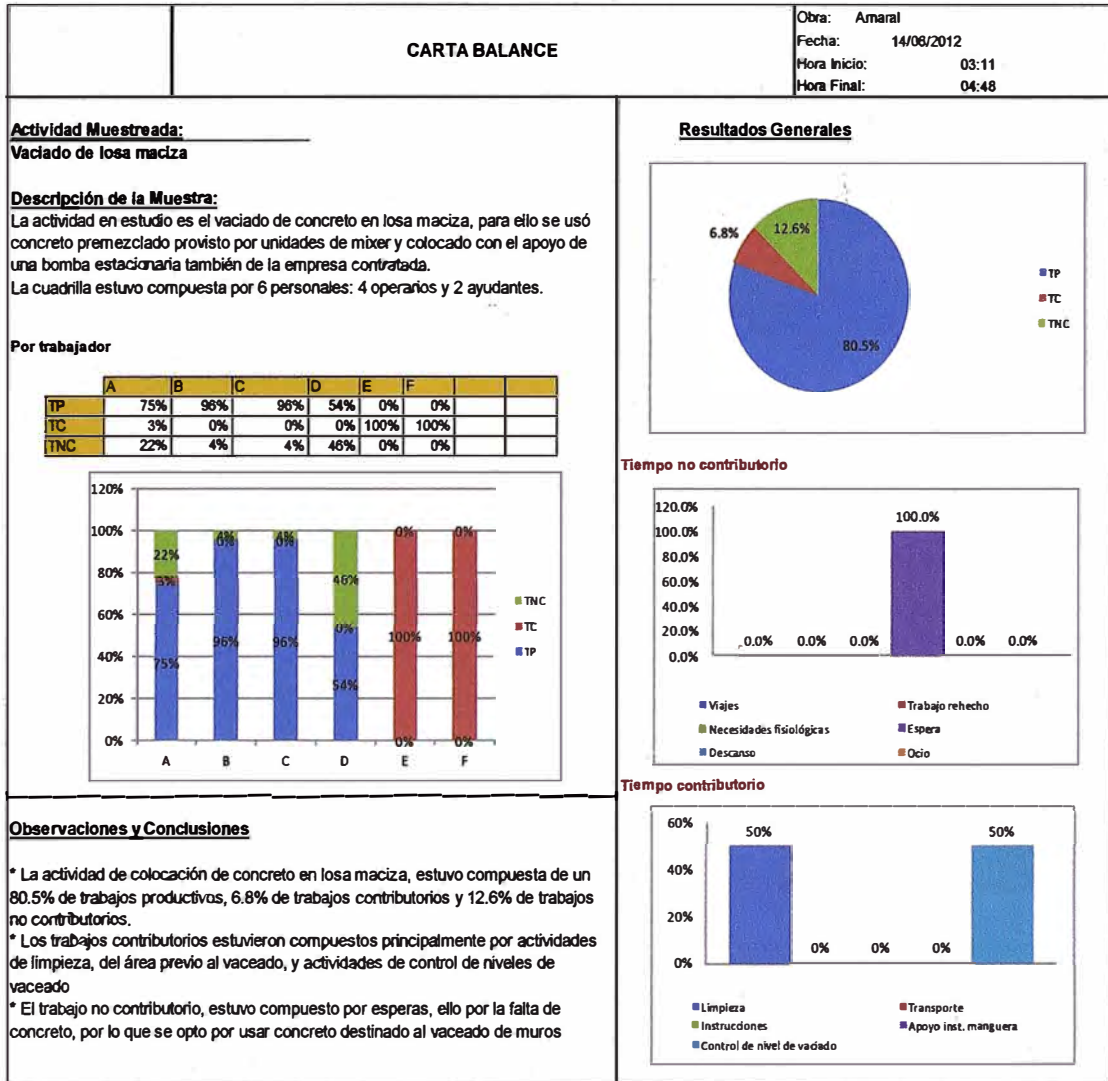 CARTA BALANCE
Obra: Amaral
Fecha: 14/06/2012
Hora Inicio: 03:11
Hora Final: 04:48
Actividad Muestreada:
Vaciado de losa maciza
Descripción de la Muestra:
La actividad en estudio es el vaciado de concreto en losa maciza, para ello se usó
concreto premezclado provisto por unidades de mixer y colocado con el apoyo de
una bomba estacionaria también de la empresa contratada.
La cuadrilla estuvo compuesta por 6 personales: 4 operarios y 2 ayudantes.
Por trabajador
A B C D E F
TP 75% 96% 96% 54% 0% 0%
TC 3% 0% 0% 0% 100% 100%
TNC 22% 4% 4% 46% 0% 0%
120%
100%
80%
60%
40%
20%
0%
22% 4% 4% 46% 0% 0%
3% 0% 0% 0% 100% 100%
75% 96% 96% 54% 0% 0%
A B C D E F
TNC
TC
TP
Observaciones y Conclusiones
* La actividad de colocación de concreto en losa maciza, estuvo compuesta de un
80.5% de trabajos productivos, 6.8% de trabajos contributorios y 12.6% de trabajos
no contributorios.
* Los trabajos contributorios estuvieron compuestos principalmente por actividades
de limpieza, del área previo al vaceado, y actividades de control de niveles de
vaceado
* El trabajo no contributorio, estuvo compuesto por esperas, ello por la falta de
concreto, por lo que se opto por usar concreto destinado al vaceado de muros
Resultados Generales
6.8%
12.6%
80.5%
TP
TC
TNC
Tiempo no contributorio
120.0%
100.0%
80.0%
60.0%
40.0%
20.0%
0.0%
0.0% 0.0% 0.0% 100.0% 0.0% 0.0%
Viajes Trabajo rehecho
Necesidades fisiológicas Espera
Descanso Ocio
Tiempo contributorio
60%
40%
20%
0%
50% 0% 0% 0% 50%
Limpieza Transporte
Instrucciones Apoyo inst. manguera
Control de nivel de vaciado